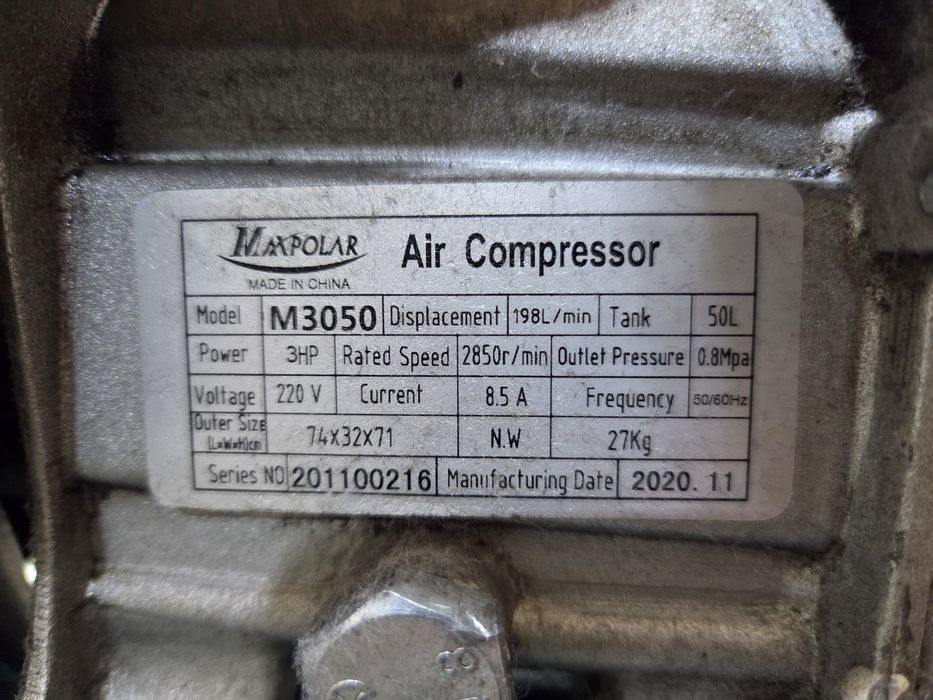 MAXPOLAR Air Compressor
MADE IN CHINA
Model M3050 Displacement 198L/min Tank 50L
Power 3HP Rated Speed 2850r/min Outlet Pressure 0.8Mpa
Voltage 220 V Current 8.5 A Frequency 50/60Hz
Outer Size (L×W×H)cm 74X32X71 N.W 27Kg
Series NO 201100216 Manufacturing Date 2020.11
8